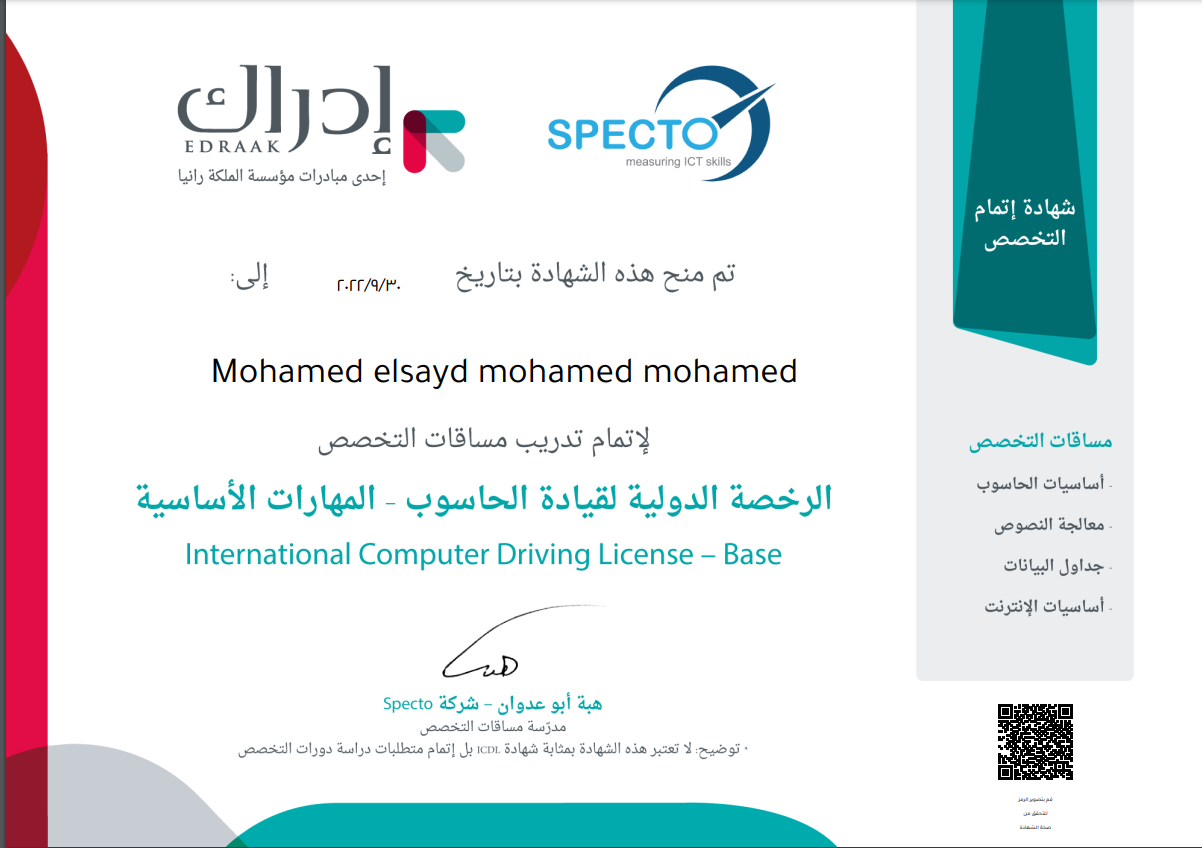 إدراك
EDRAAK
إحدى مبادرات مؤسسة الملكة رانيا
SPECTO
measuring ICT skills
شهادة إتمام
التخصص
تم منح هذه الشهادة بتاريخ ٢٠٢٢/٩/٣٠ إلى:
Mohamed elsayd mohamed mohamed
لإتمام تدريب مساقات التخصص
الرخصة الدولية لقيادة الحاسوب - المهارات الأساسية
International Computer Driving License – Base
هبة أبو عدوان – شركة Specto
مدرّسة مساقات التخصص
* توضيح: لا تعتبر هذه الشهادة بمثابة شهادة ICDL بل إتمام متطلبات دراسة دورات التخصص
مساقات التخصص
- أساسيات الحاسوب
- معالجة النصوص
- جداول البيانات
- أساسيات الإنترنت
قم بتصوير الرمز
للتحقق من
صحة الشهادة